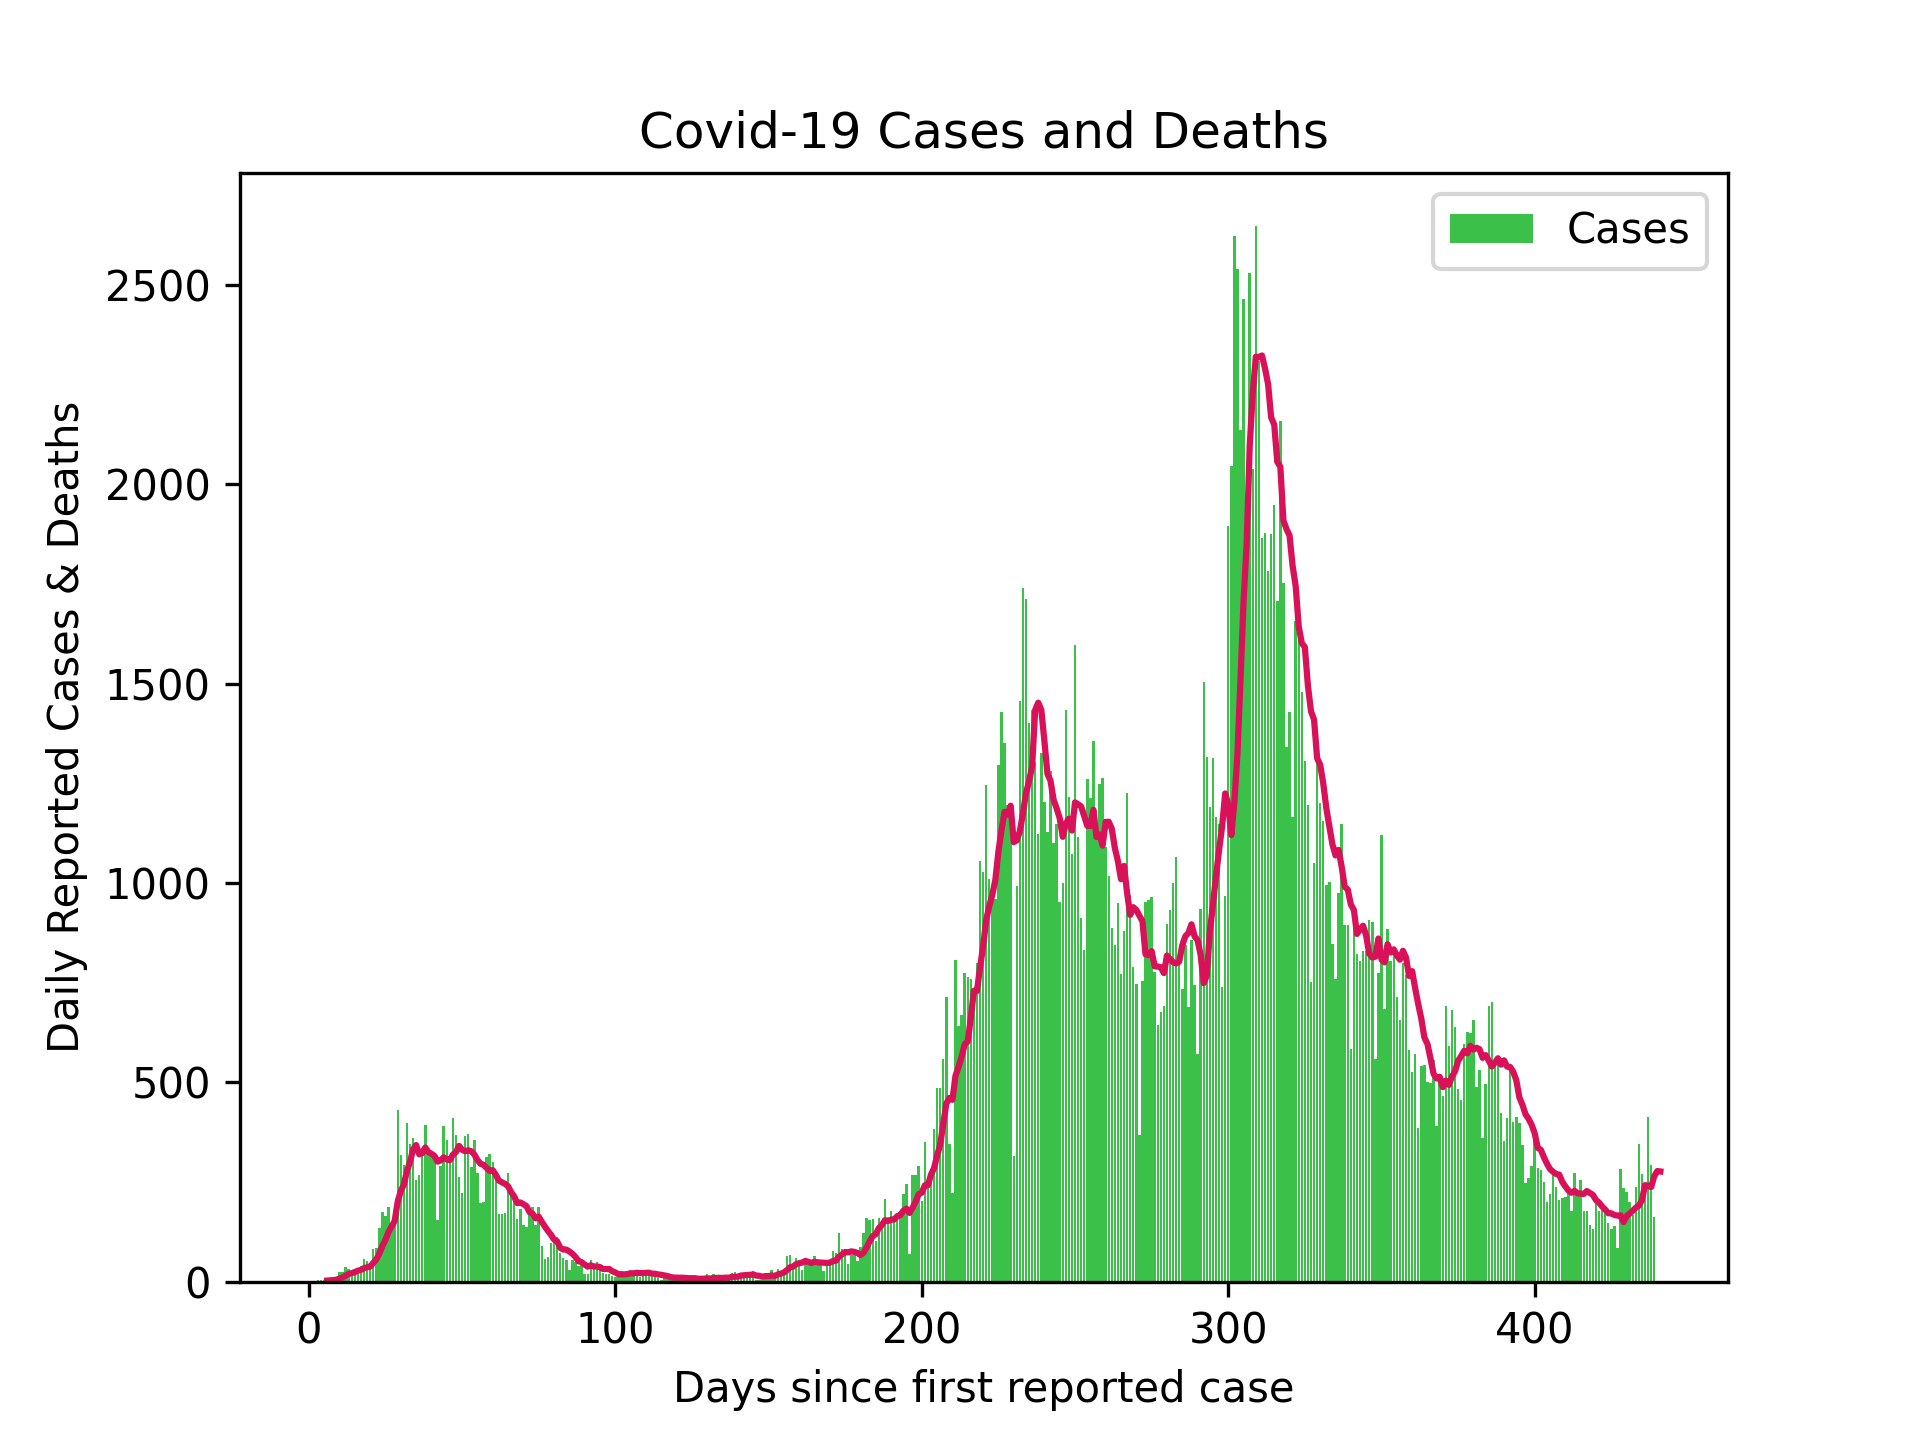 Covid-19 Cases and Deaths
Cases
Daily Reported Cases & Deaths
2500
2000
1500
1000
500
0
0 100 200 300 400
Days since first reported case